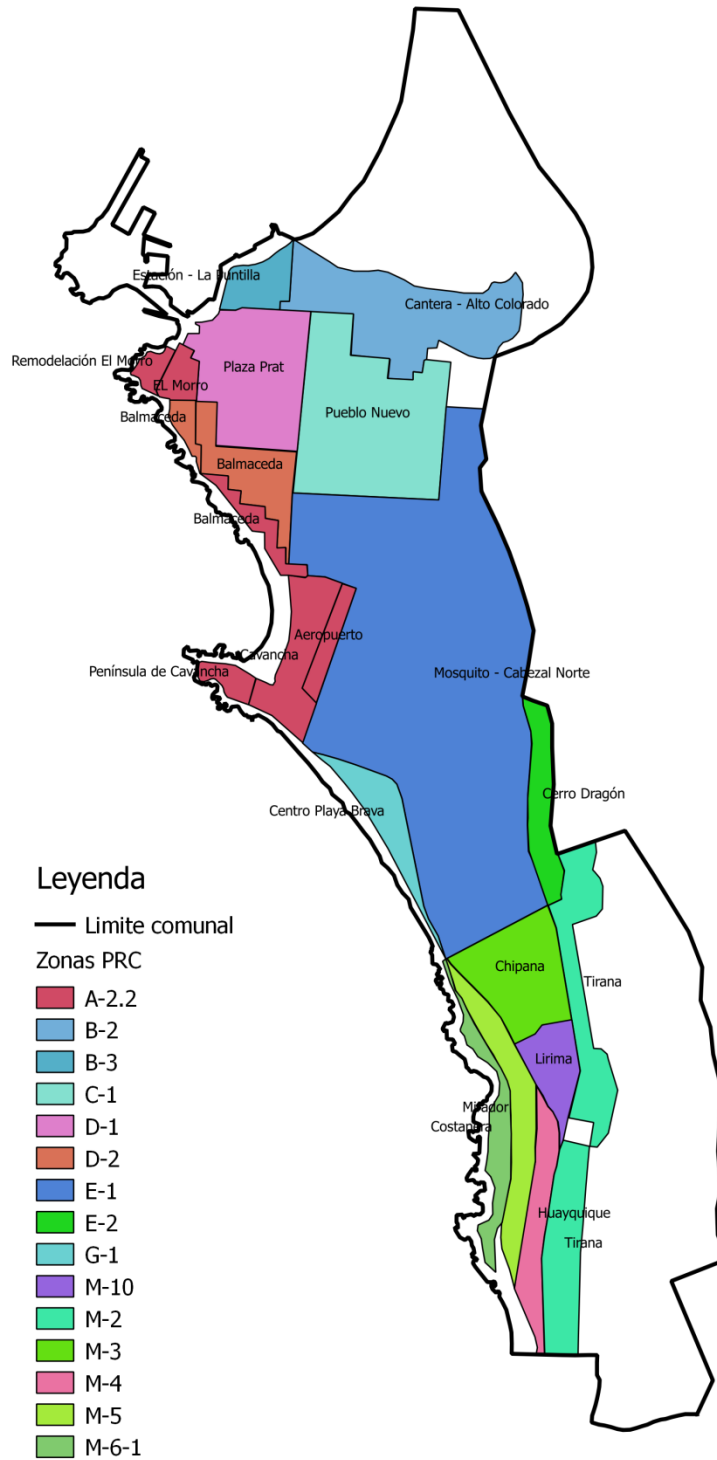 Estación - La Puntilla
Cantera - Alto Colorado
Remodelación El Morro
Plaza Prat
EL Morro
Pueblo Nuevo
Balmaceda
Balmaceda
Balmaceda
Aeropuerto
Cavancha
Península de Cavancha
Mosquito - Cabezal Norte
Cerro Dragón
Centro Playa Brava
Chipana
Tirana
Lirima
Mirador
Costanera
Huayquique
Tirana
Leyenda
Limite comunal
Zonas PRC
A-2.2
B-2
B-3
C-1
D-1
D-2
E-1
E-2
G-1
M-10
M-2
M-3
M-4
M-5
M-6-1